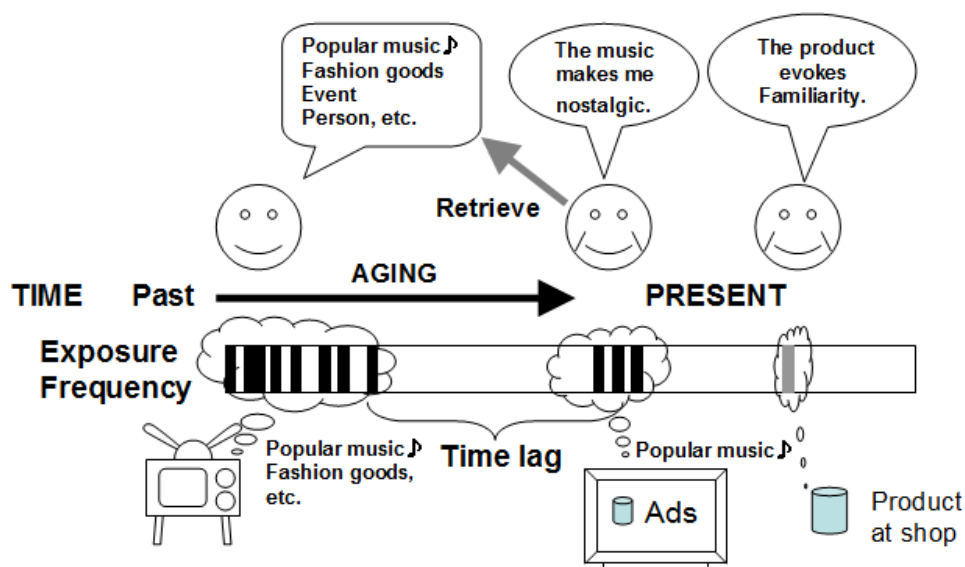 Popular music♪
Fashion goods
Event
Person, etc.
The music
makes me
nostalgic.
The product
evokes
Familiarity.
Retrieve
AGING
TIME Past PRESENT
Exposure
Frequency
Popular music♪
Fashion goods,
etc.
Time lag
Popular music♪
Ads
Product
at shop